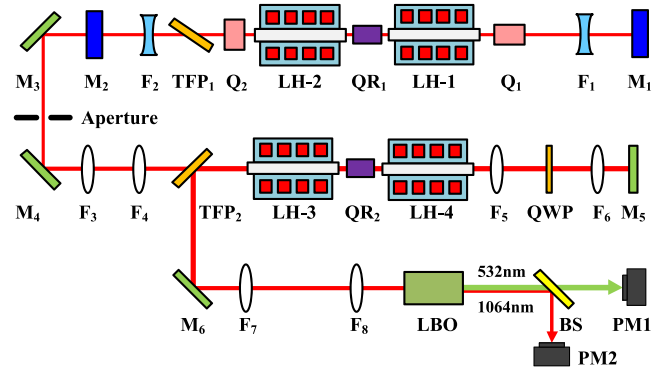 M3 M2 F2 TFP1 Q2 LH-2 QR1 LH-1 Q1 F1 M1
Aperture
M4 F3 F4 TFP2 LH-3 QR2 LH-4 F5 QWP F6 M5
532nm
1064nm
M6 F7 F8 LBO BS PM1
PM2